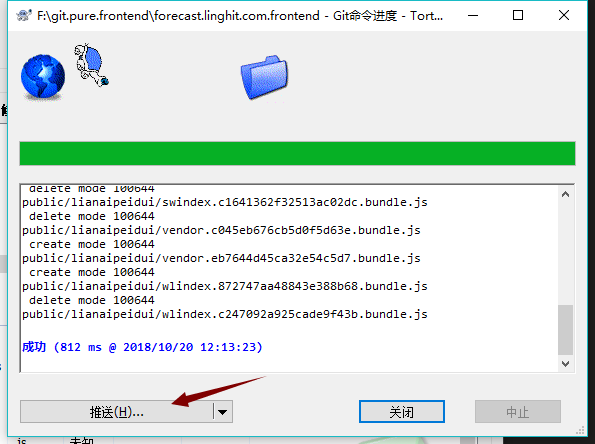 F:\git.pure.frontend\forecast.linghit.com.frontend - Git命令进度 - Tort...
delete mode 100644
public/lianaipeidui/swindex.c1641362f32513ac02dc.bundle.js
delete mode 100644
public/lianaipeidui/vendor.c045eb676cb5d0f5d63e.bundle.js
create mode 100644
public/lianaipeidui/vendor.eb7644d45ca32e54c5d7.bundle.js
create mode 100644
public/lianaipeidui/wlindex.872747aa48843e388b68.bundle.js
delete mode 100644
public/lianaipeidui/wlindex.c247092a925cade9f43b.bundle.js
成功 (812 ms @ 2018/10/20 12:13:23)
推送(H)...
关闭
中止